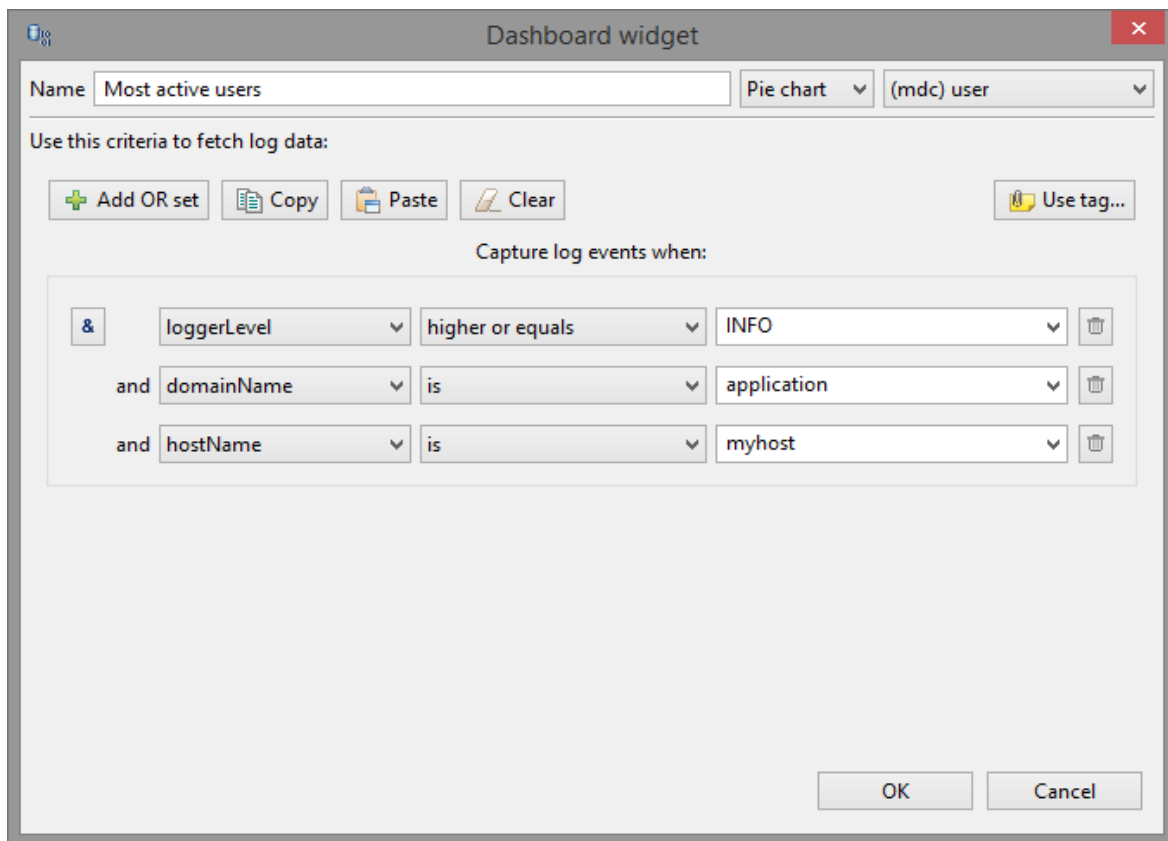 Dashboard widget
Name Most active users Pie chart (mdc) user
Use this criteria to fetch log data:
Add OR set Copy Paste Clear Use tag...
Capture log events when:
& loggerLevel higher or equals INFO
and domainName is application
and hostName is myhost
OK Cancel